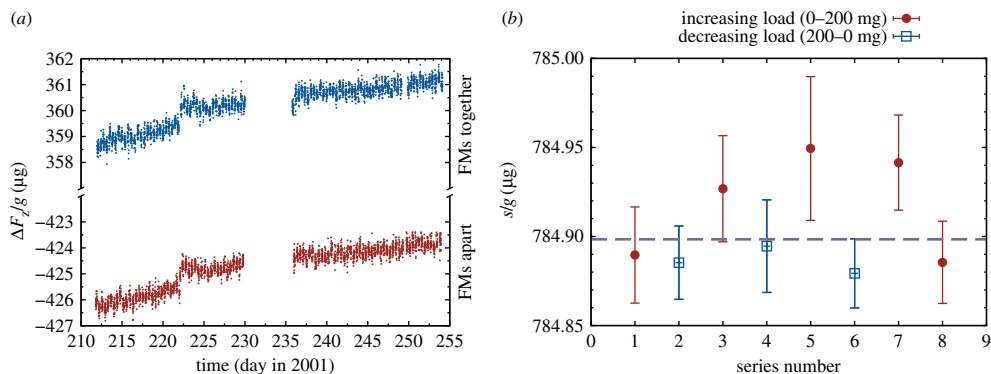 (a)
362
361
360
359
358
−423
−424
−425
−426
−427
ΔFz/g (µg)
FMs together
FMs apart
210 215 220 225 230 235 240 245 250 255
time (day in 2001)
(b)
increasing load (0–200 mg)
decreasing load (200–0 mg)
785.00
784.95
784.90
784.85
s/g (µg)
0 1 2 3 4 5 6 7 8 9
series number